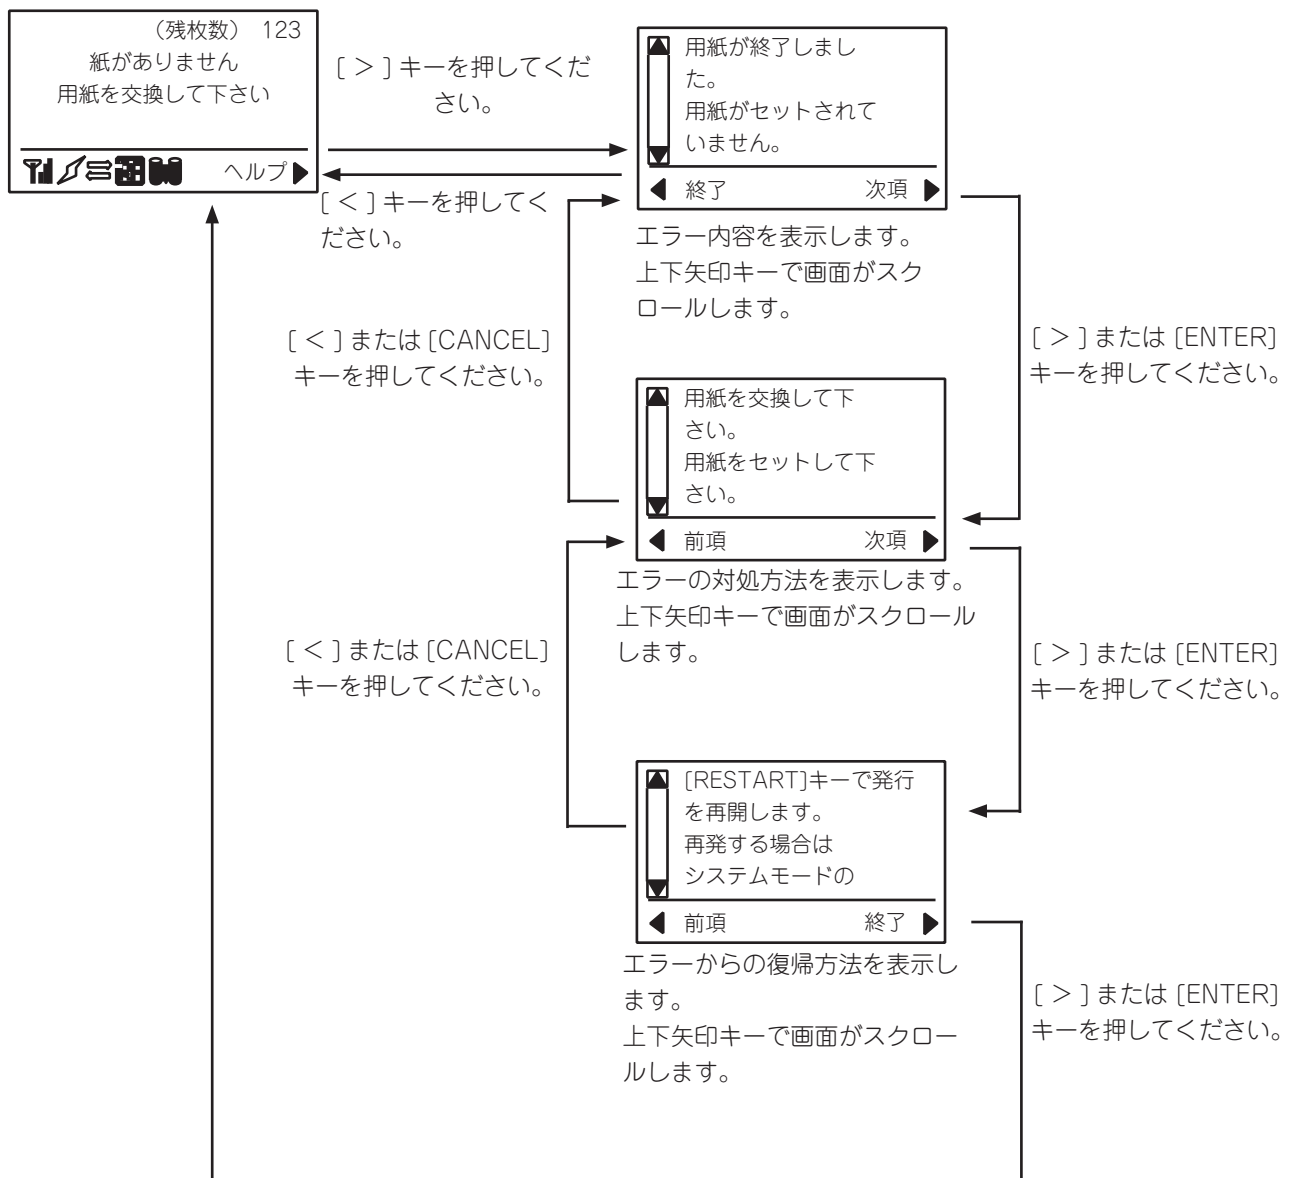 （残枚数） 123
紙がありません
用紙を交換して下さい
ヘルプ
[ ＞ ] キーを押してくだ
さい。
[ ＜ ] キーを押してく
ださい。
用紙が終了しまし
た。
用紙がセットされて
いません。
終了 次項
エラー内容を表示します。
上下矢印キーで画面がスク
ロールします。
[ ＜ ] または [CANCEL]
キーを押してください。
[ ＞ ] または [ENTER]
キーを押してください。
用紙を交換して下
さい。
用紙をセットして下
さい。
前項 次項
エラーの対処方法を表示します。
上下矢印キーで画面がスクロール
します。
[ ＜ ] または [CANCEL]
キーを押してください。
[ ＞ ] または [ENTER]
キーを押してください。
[RESTART]キーで発行
を再開します。
再発する場合は
システムモードの
前項 終了
エラーからの復帰方法を表示し
ます。
上下矢印キーで画面がスクロー
ルします。
[ ＞ ] または [ENTER]
キーを押してください。